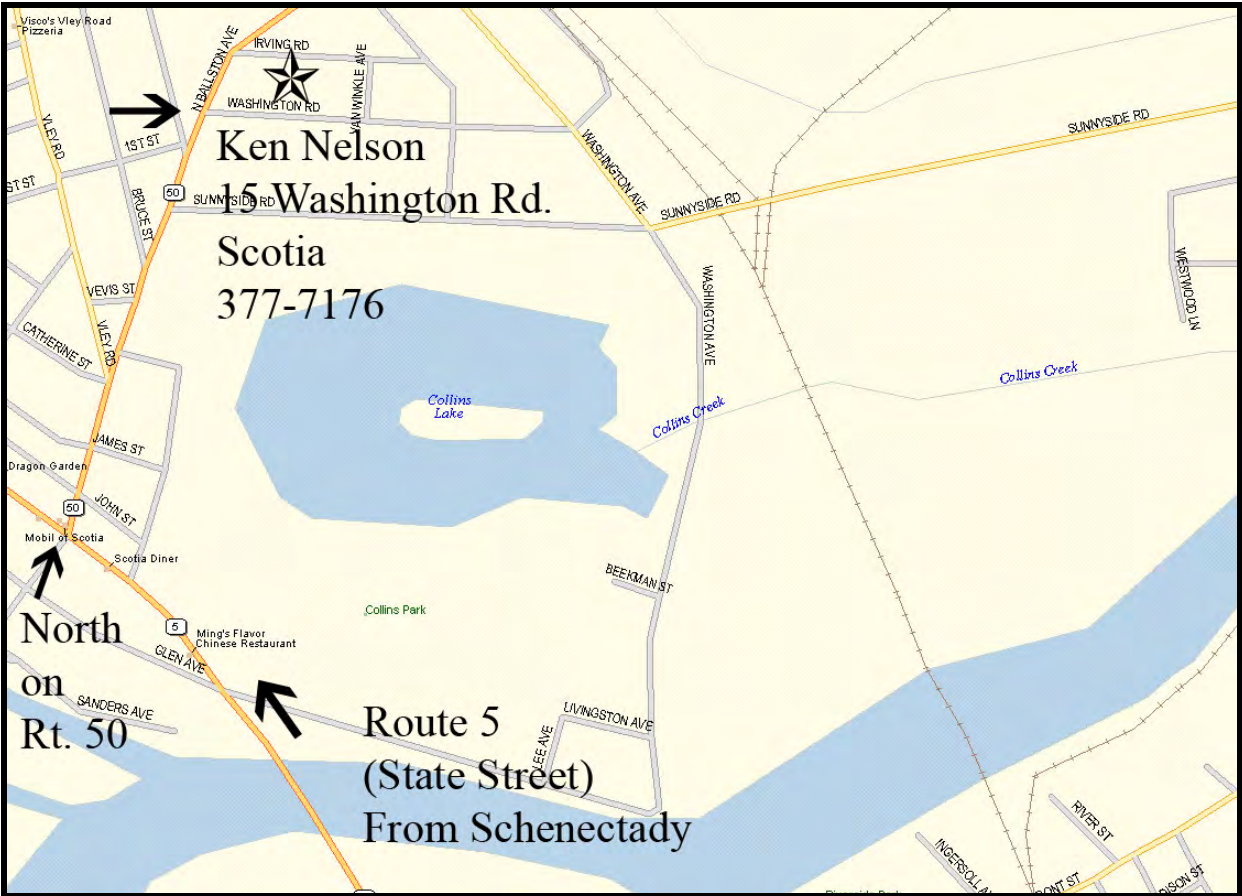 Visco's Vley Road
Pizzeria
IRVING RD
N BALLSTON AVE
VAN WINKLE AVE
WASHINGTON RD
VLEY RD
1ST ST
ST ST
Ken Nelson
15 Washington Rd.
Scotia
377-7176
50
SUNNYSIDE RD
BRUCE ST
WASHINGTON AVE
SUNNYSIDE RD
SUNNYSIDE RD
WESTWOOD LN
WASHINGTON AVE
VEVIS ST
VLEY RD
CATHERINE ST
Collins
Lake
Collins Creek
Collins Creek
JAMES ST
Dragon Garden
JOHN ST
50
Mobil of Scotia
Scotia Diner
BEEKMAN ST
Collins Park
North
on
Rt. 50
5
Ming's Flavor
Chinese Restaurant
GLEN AVE
SANDERS AVE
Route 5
(State Street)
From Schenectady
LIVINGSTON AVE
LEE AVE
RIVER ST
INGERSOLL A
ONT ST
DISON ST